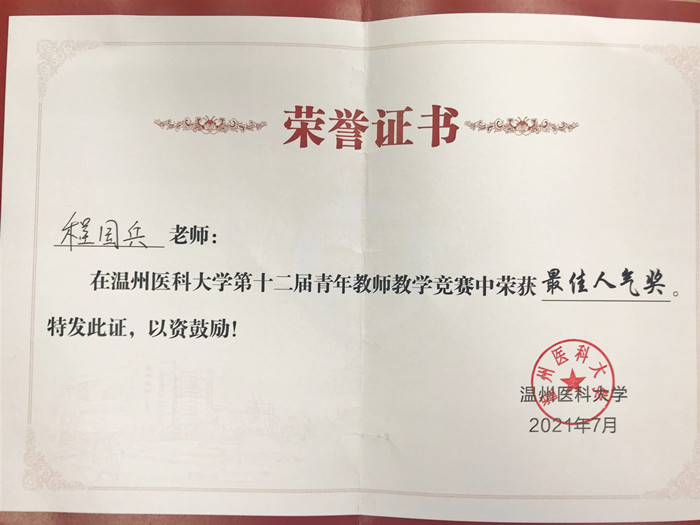 荣誉证书
程国兵 老师：
在温州医科大学第十二届青年教师教学竞赛中荣获 最佳人气奖 。
特发此证，以资鼓励！
温州医科大学
温州医科大学
2021年7月